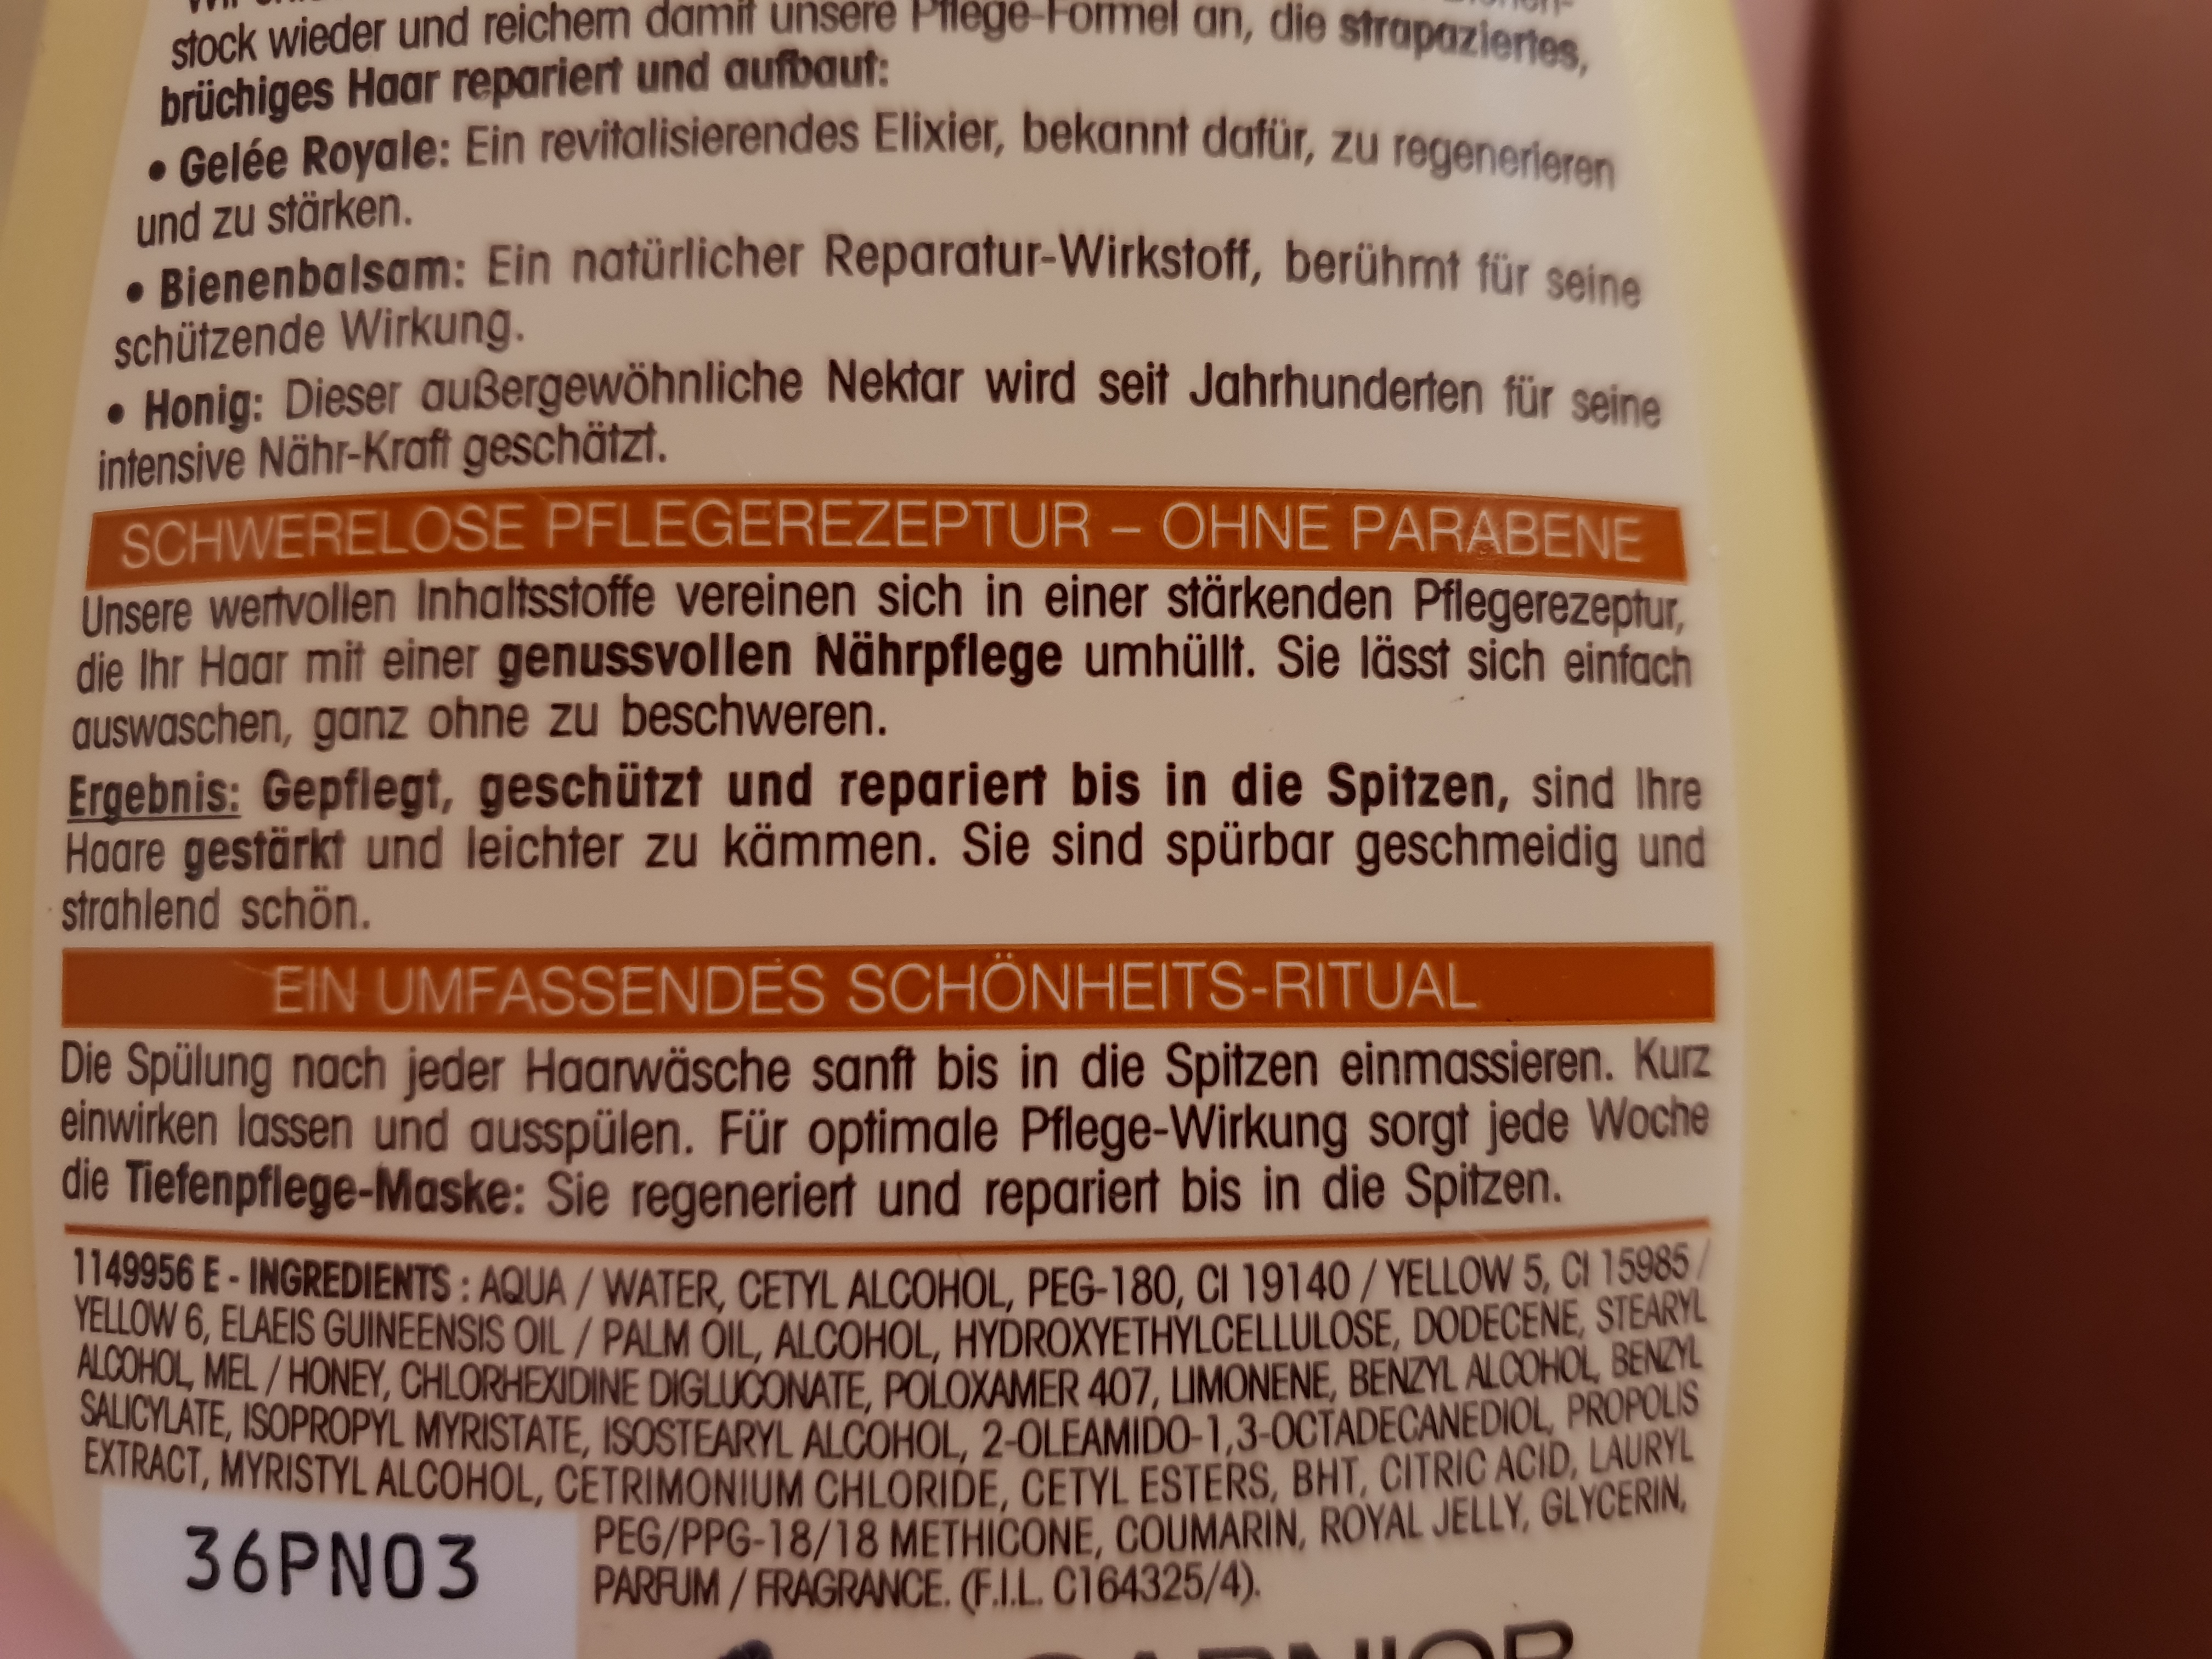 stock wieder und reichern damit unsere Pflege-Formel an, die strapaziertes,
brüchiges Haar repariert und aufbaut:
• Gelée Royale: Ein revitalisierendes Elixier, bekannt dafür, zu regenerieren
und zu stärken.
• Bienenbalsam: Ein natürlicher Reparatur-Wirkstoff, berühmt für seine
schützende Wirkung.
• Honig: Dieser außergewöhnliche Nektar wird seit Jahrhunderten für seine
intensive Nähr-Kraft geschätzt.
SCHWERELOSE PFLEGEREZEPTUR – OHNE PARABENE
Unsere wertvollen Inhaltsstoffe vereinen sich in einer stärkenden Pflegerezeptur,
die Ihr Haar mit einer genussvollen Nährpflege umhüllt. Sie lässt sich einfach
auswaschen, ganz ohne zu beschweren.
Ergebnis: Gepflegt, geschützt und repariert bis in die Spitzen, sind Ihre
Haare gestärkt und leichter zu kämmen. Sie sind spürbar geschmeidig und
strahlend schön.
EIN UMFASSENDES SCHÖNHEITS-RITUAL
Die Spülung nach jeder Haarwäsche sanft bis in die Spitzen einmassieren. Kurz
einwirken lassen und ausspülen. Für optimale Pflege-Wirkung sorgt jede Woche
die Tiefenpflege-Maske: Sie regeneriert und repariert bis in die Spitzen.
1149956 E - INGREDIENTS : AQUA / WATER, CETYL ALCOHOL, PEG-180, CI 19140 / YELLOW 5, CI 15985 /
YELLOW 6, ELAEIS GUINEENSIS OIL / PALM OIL, ALCOHOL, HYDROXYETHYLCELLULOSE, DODECENE, STEARYL
ALCOHOL, MEL / HONEY, CHLORHEXIDINE DIGLUCONATE, POLOXAMER 407, LIMONENE, BENZYL ALCOHOL, BENZYL
SALICYLATE, ISOPROPYL MYRISTATE, ISOSTEARYL ALCOHOL, 2-OLEAMIDO-1,3-OCTADECANEDIOL, PROPOLIS
EXTRACT, MYRISTYL ALCOHOL, CETRIMONIUM CHLORIDE, CETYL ESTERS, BHT, CITRIC ACID, LAURYL
PEG/PPG-18/18 METHICONE, COUMARIN, ROYAL JELLY, GLYCERIN,
PARFUM / FRAGRANCE. (F.I.L. C164325/4).
36PN03
GARNIER